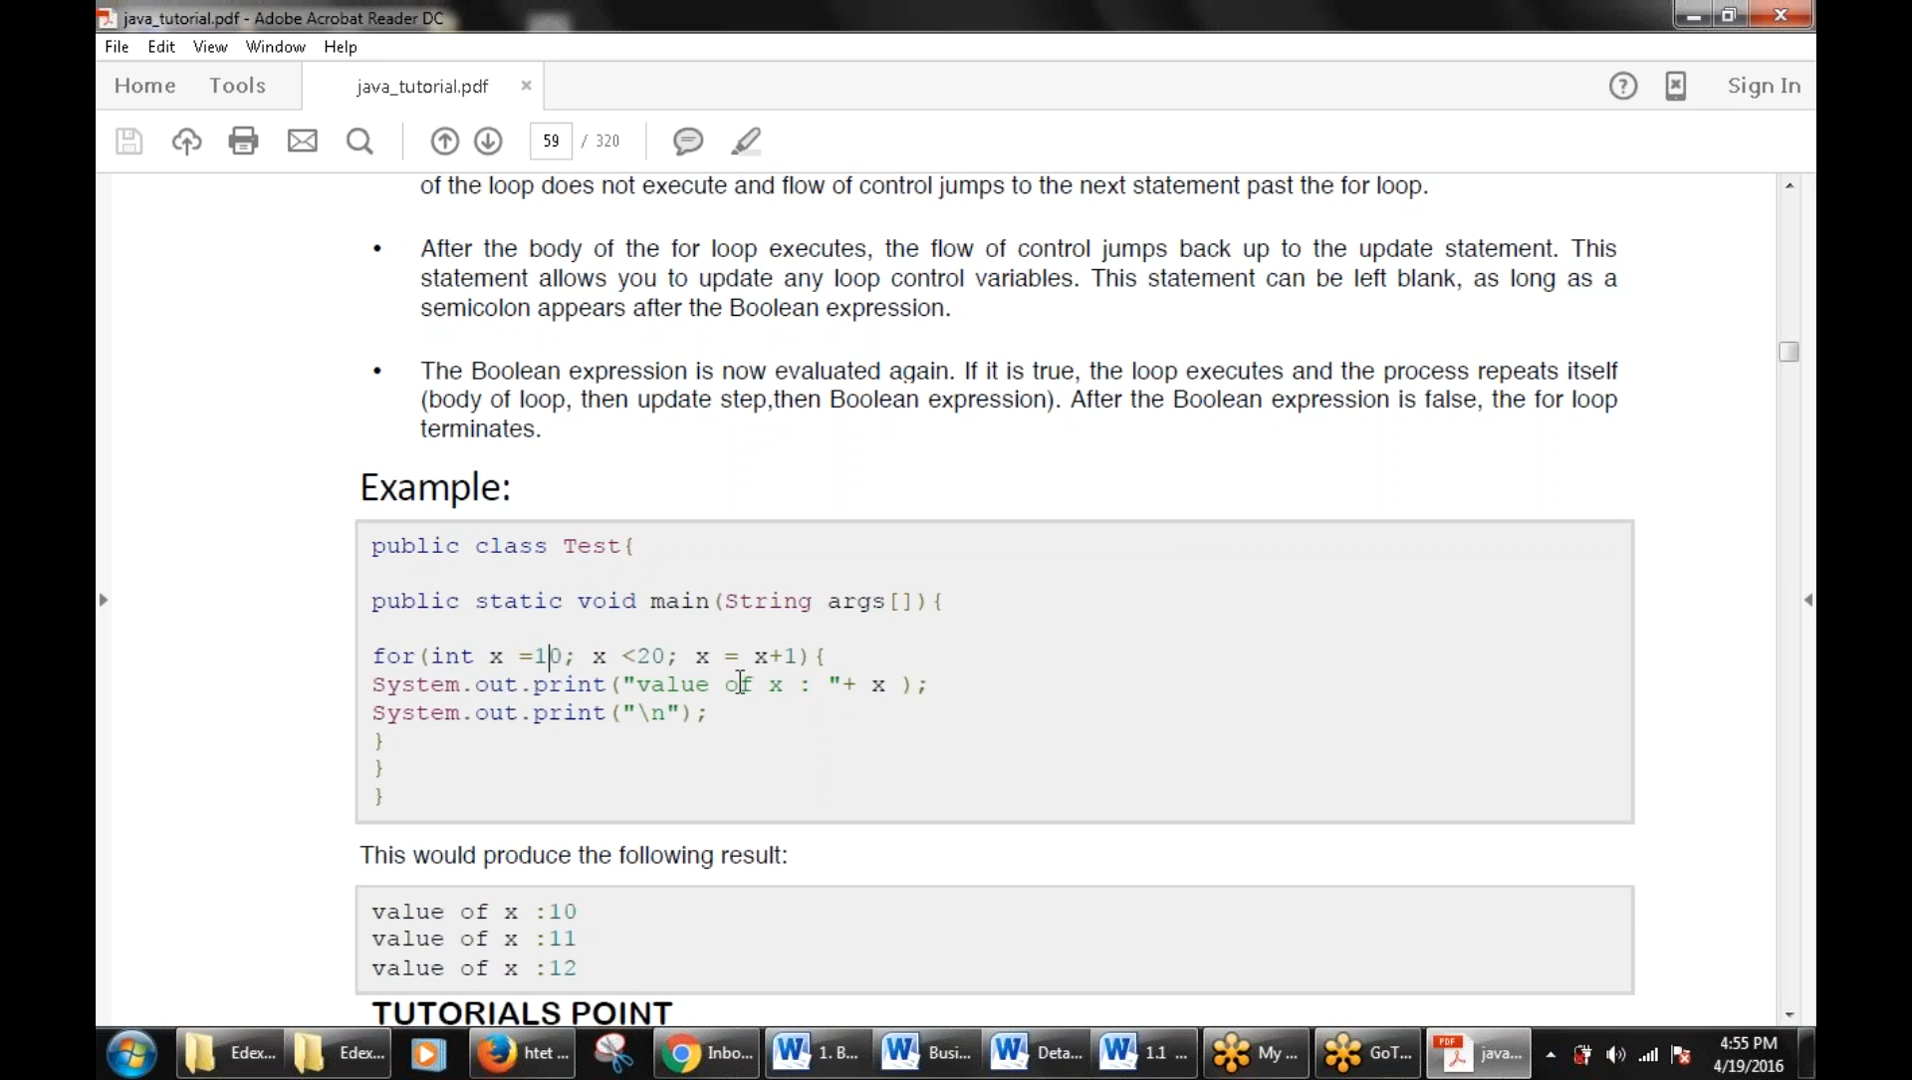 java_tutorial.pdf - Adobe Acrobat Reader DC
File Edit View Window Help
Home Tools java_tutorial.pdf × Sign In
59 / 320
of the loop does not execute and flow of control jumps to the next statement past the for loop.
• After the body of the for loop executes, the flow of control jumps back up to the update statement. This
statement allows you to update any loop control variables. This statement can be left blank, as long as a
semicolon appears after the Boolean expression.
• The Boolean expression is now evaluated again. If it is true, the loop executes and the process repeats itself
(body of loop, then update step,then Boolean expression). After the Boolean expression is false, the for loop
terminates.
Example:
public class Test{
public static void main(String args[]){
for(int x =10; x <20; x = x+1){
System.out.print("value of x : "+ x );
System.out.print("\n");
}
}
}
This would produce the following result:
value of x :10
value of x :11
value of x :12
TUTORIALS POINT
Edex... Edex... htet ... Inbo... 1. B... Busi... Deta... 1.1 ... My ... GoT... PDF java... 4:55 PM
4/19/2016